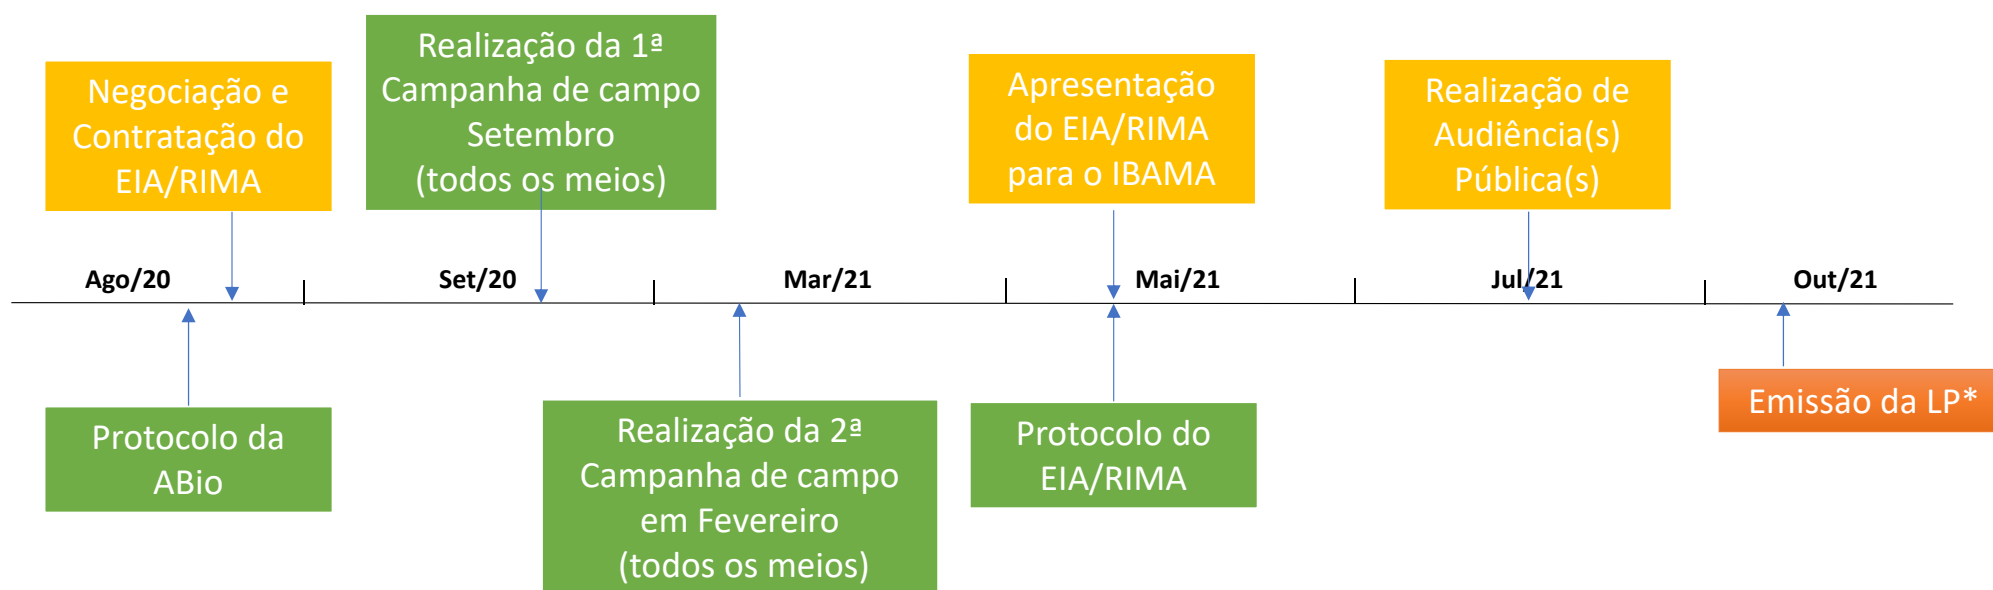 Negociação e
Contratação do
EIA/RIMA
Realização da 1ª
Campanha de campo
Setembro
(todos os meios)
Apresentação
do EIA/RIMA
para o IBAMA
Realização de
Audiência(s)
Pública(s)
Ago/20
Set/20
Mar/21
Mai/21
Jul/21
Out/21
Protocolo da
ABio
Realização da 2ª
Campanha de campo
em Fevereiro
(todos os meios)
Protocolo do
EIA/RIMA
Emissão da LP*